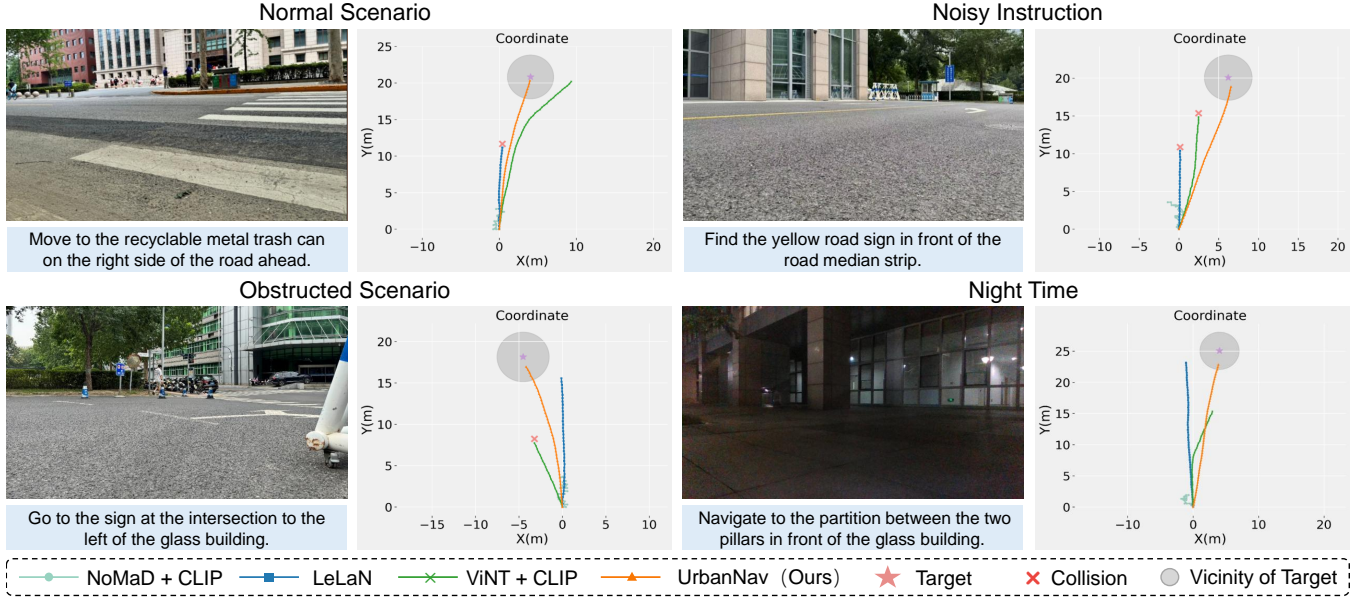 Normal Scenario
Noisy Instruction
Coordinate
Y(m)
25
20
15
10
5
0
−10
0
10
20
X(m)
Move to the recyclable metal trash can
on the right side of the road ahead.
Coordinate
Y(m)
20
15
10
5
0
−10
−5
0
5
10
15
20
X(m)
Find the yellow road sign in front of the
road median strip.
Obstructed Scenario
Night Time
Coordinate
Y(m)
20
15
10
5
0
−15
−10
−5
0
5
10
X(m)
Go to the sign at the intersection to the
left of the glass building.
Coordinate
Y(m)
25
20
15
10
5
0
−10
0
10
20
X(m)
Navigate to the partition between the two
pillars in front of the glass building.
NoMaD + CLIP LeLaN ViNT + CLIP UrbanNav（Ours） Target Collision Vicinity of Target